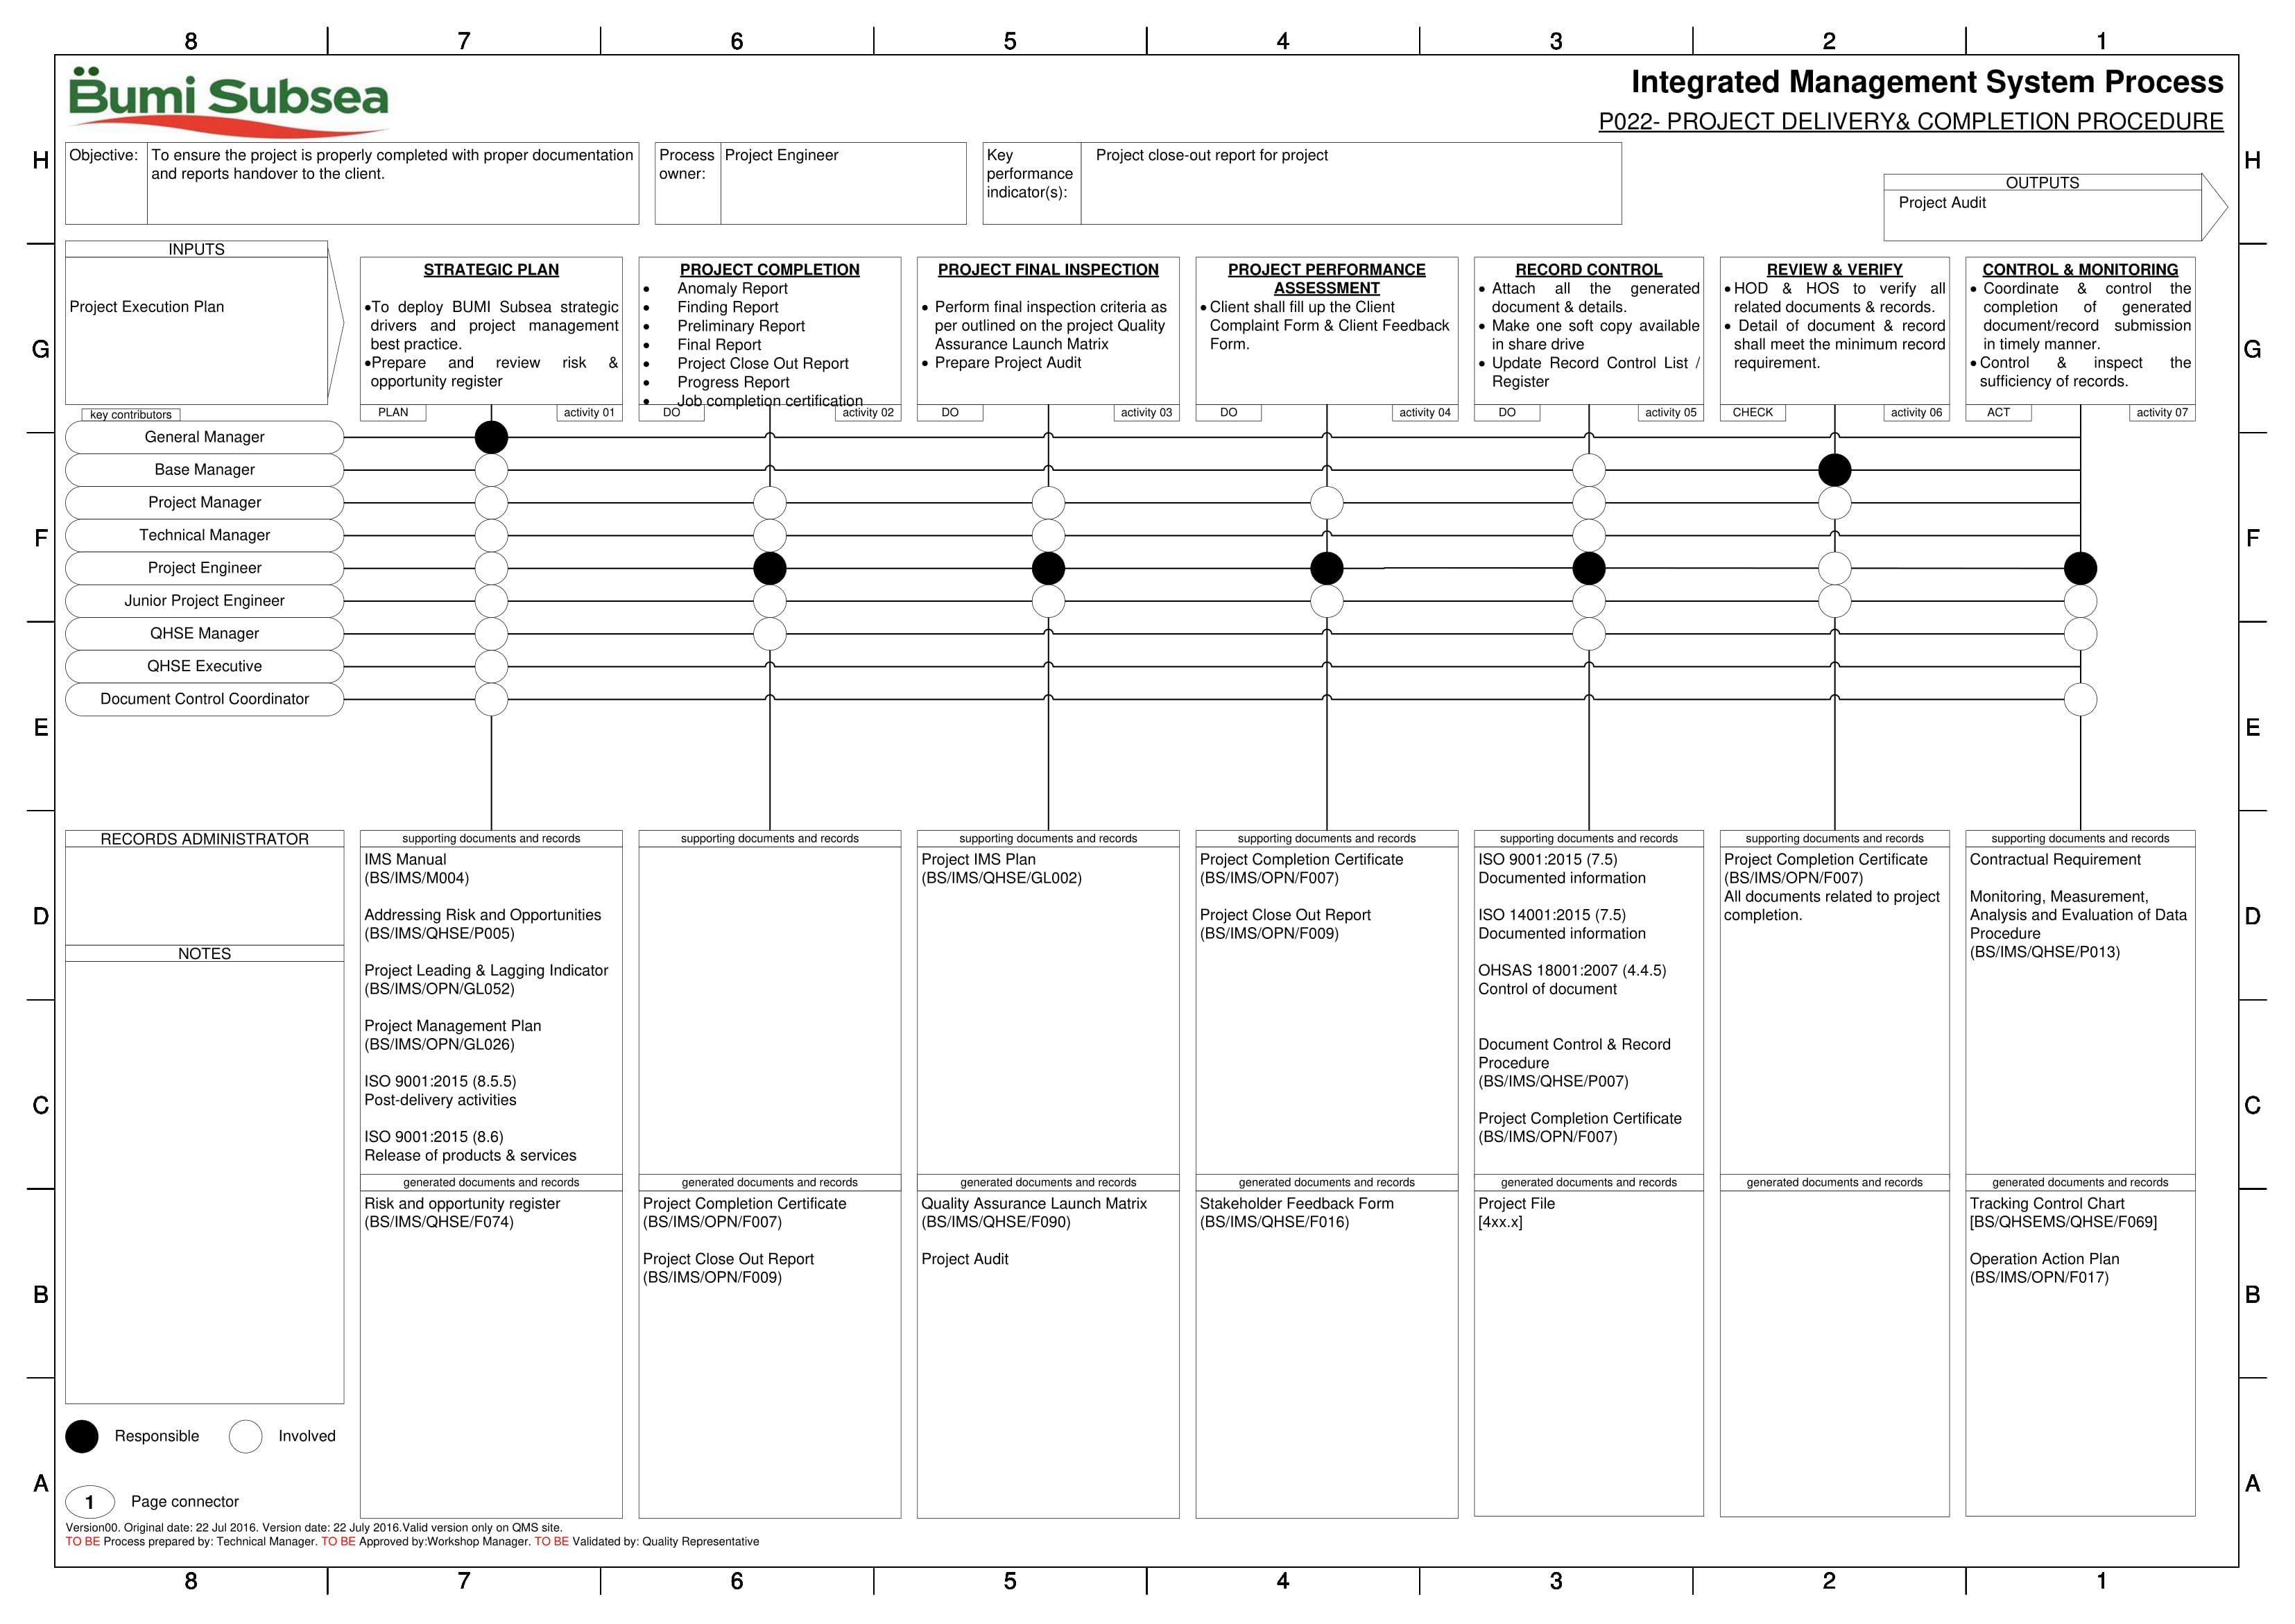 8 7 6 5 4 3 2 1
Bumi Subsea
Integrated Management System Process
P022- PROJECT DELIVERY& COMPLETION PROCEDURE
H H
Objective:
To ensure the project is properly completed with proper documentation
and reports handover to the client.
Process
owner:
Project Engineer
Key
performance
indicator(s):
Project close-out report for project
OUTPUTS
Project Audit
INPUTS
Project Execution Plan
G G
STRATEGIC PLAN
•To deploy BUMI Subsea strategic
drivers and project management
best practice.
•Prepare and review risk &
opportunity register
PLAN activity 01
PROJECT COMPLETION
• Anomaly Report
• Finding Report
• Preliminary Report
• Final Report
• Project Close Out Report
• Progress Report
• Job completion certification
DO activity 02
PROJECT FINAL INSPECTION
• Perform final inspection criteria as
per outlined on the project Quality
Assurance Launch Matrix
• Prepare Project Audit
DO activity 03
PROJECT PERFORMANCE
ASSESSMENT
• Client shall fill up the Client
Complaint Form & Client Feedback
Form.
DO activity 04
RECORD CONTROL
• Attach all the generated
document & details.
• Make one soft copy available
in share drive
• Update Record Control List /
Register
DO activity 05
REVIEW & VERIFY
• HOD & HOS to verify all
related documents & records.
• Detail of document & record
shall meet the minimum record
requirement.
CHECK activity 06
CONTROL & MONITORING
• Coordinate & control the
completion of generated
document/record submission
in timely manner.
• Control & inspect the
sufficiency of records.
ACT activity 07
key contributors
General Manager
Base Manager
Project Manager
Technical Manager
F F
Project Engineer
Junior Project Engineer
QHSE Manager
QHSE Executive
Document Control Coordinator
E E
RECORDS ADMINISTRATOR
NOTES
D D
C C
B B
supporting documents and records
IMS Manual
(BS/IMS/M004)
Addressing Risk and Opportunities
(BS/IMS/QHSE/P005)
Project Leading & Lagging Indicator
(BS/IMS/OPN/GL052)
Project Management Plan
(BS/IMS/OPN/GL026)
ISO 9001:2015 (8.5.5)
Post-delivery activities
ISO 9001:2015 (8.6)
Release of products & services
generated documents and records
Risk and opportunity register
(BS/IMS/QHSE/F074)
supporting documents and records
generated documents and records
Project Completion Certificate
(BS/IMS/OPN/F007)
Project Close Out Report
(BS/IMS/OPN/F009)
supporting documents and records
Project IMS Plan
(BS/IMS/QHSE/GL002)
generated documents and records
Quality Assurance Launch Matrix
(BS/IMS/QHSE/F090)
Project Audit
supporting documents and records
Project Completion Certificate
(BS/IMS/OPN/F007)
Project Close Out Report
(BS/IMS/OPN/F009)
generated documents and records
Stakeholder Feedback Form
(BS/IMS/QHSE/F016)
supporting documents and records
ISO 9001:2015 (7.5)
Documented information
ISO 14001:2015 (7.5)
Documented information
OHSAS 18001:2007 (4.4.5)
Control of document
Document Control & Record
Procedure
(BS/IMS/QHSE/P007)
Project Completion Certificate
(BS/IMS/OPN/F007)
generated documents and records
Project File
[4xx.x]
supporting documents and records
Project Completion Certificate
(BS/IMS/OPN/F007)
All documents related to project
completion.
generated documents and records
supporting documents and records
Contractual Requirement
Monitoring, Measurement,
Analysis and Evaluation of Data
Procedure
(BS/IMS/QHSE/P013)
generated documents and records
Tracking Control Chart
[BS/QHSEMS/QHSE/F069]
Operation Action Plan
(BS/IMS/OPN/F017)
Responsible Involved
A A
1 Page connector
Version00. Original date: 22 Jul 2016. Version date: 22 July 2016.Valid version only on QMS site.
TO BE Process prepared by: Technical Manager. TO BE Approved by:Workshop Manager. TO BE Validated by: Quality Representative
8 7 6 5 4 3 2 1